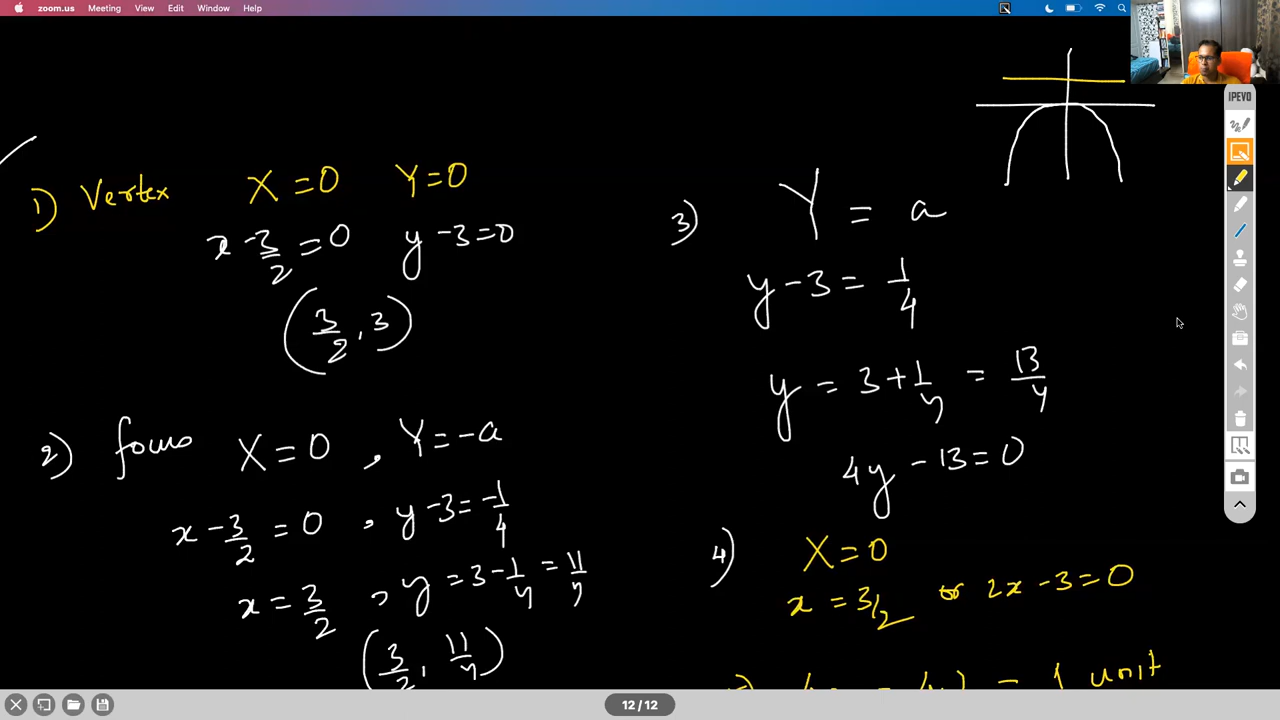 zoom.us Meeting View Edit Window Help
IPEVO
1) Vertex X = 0 Y = 0
x - 3/2 = 0 y - 3 = 0
(3/2, 3)
2) focus X = 0 , Y = -a
x - 3/2 = 0 , y - 3 = -1/4
x = 3/2 , y = 3 - 1/4 = 11/4
(3/2, 11/4)
3) Y = a
y - 3 = 1/4
y = 3 + 1/4 = 13/4
4y - 13 = 0
4) X = 0
x = 3/2 or 2x - 3 = 0
= 1 unit
12 / 12